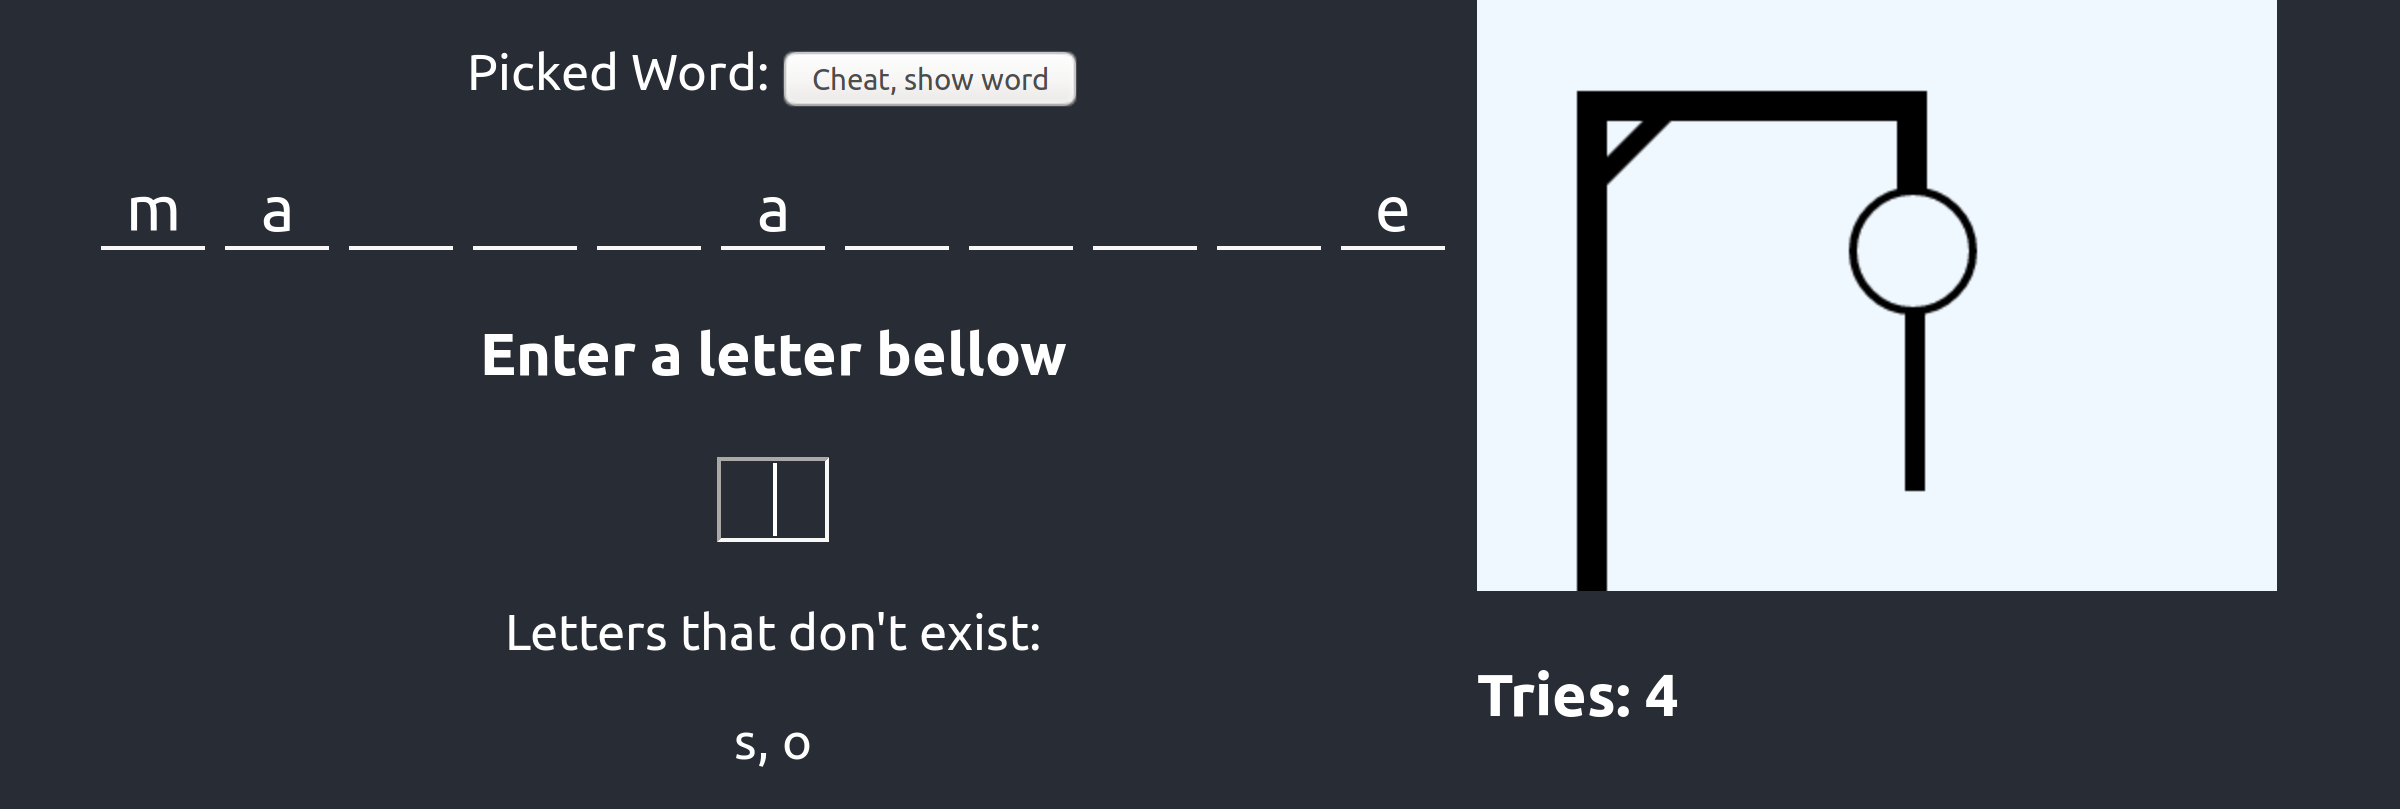 Picked Word: Cheat, show word
m a _ _ _ a _ _ _ _ e
Enter a letter bellow
Letters that don't exist:
s, o
Tries: 4